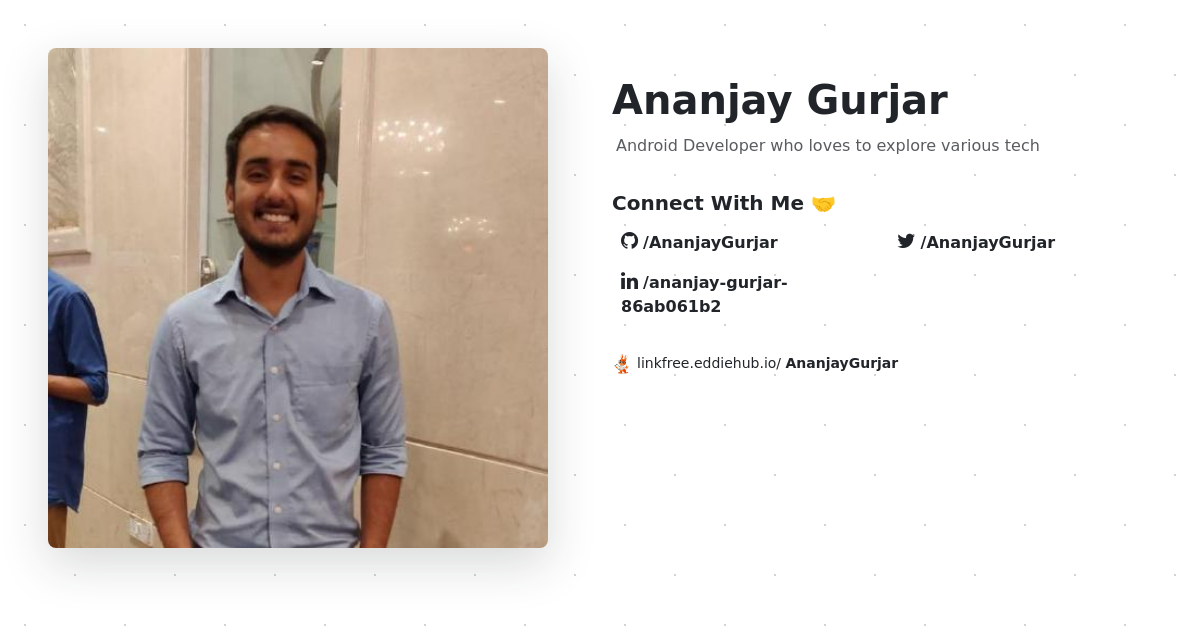 Ananjay Gurjar
Android Developer who loves to explore various tech
Connect With Me 🤝
/AnanjayGurjar
/AnanjayGurjar
/ananjay-gurjar-
86ab061b2
linkfree.eddiehub.io/ AnanjayGurjar